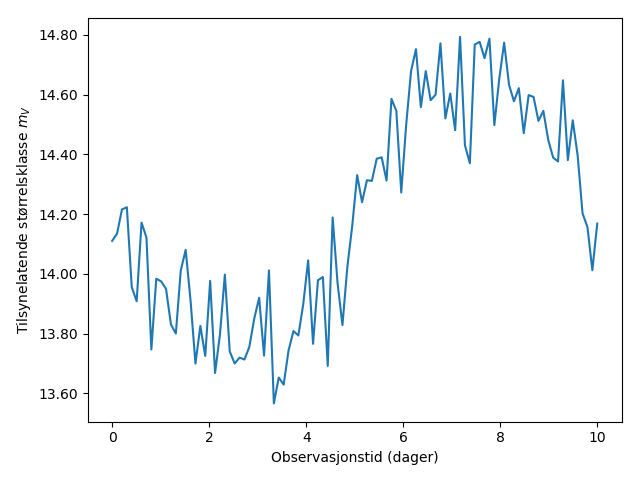 14.80
14.60
14.40
14.20
14.00
13.80
13.60
Tilsynelatende størrelsesklasse m_V
0 2 4 6 8 10
Observasjonstid (dager)